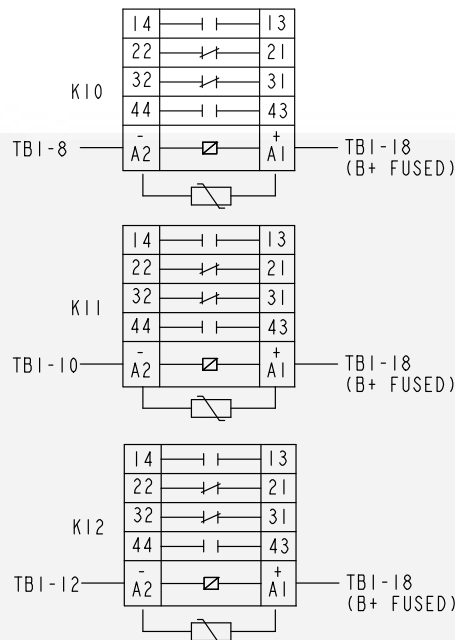 14 13
22 21
32 31
K10
44 43
- +
TB1-8 A2 A1 TB1-18
(B+ FUSED)
14 13
22 21
32 31
K11
44 43
- +
TB1-10 A2 A1 TB1-18
(B+ FUSED)
14 13
22 21
32 31
K12
44 43
- +
TB1-12 A2 A1 TB1-18
(B+ FUSED)